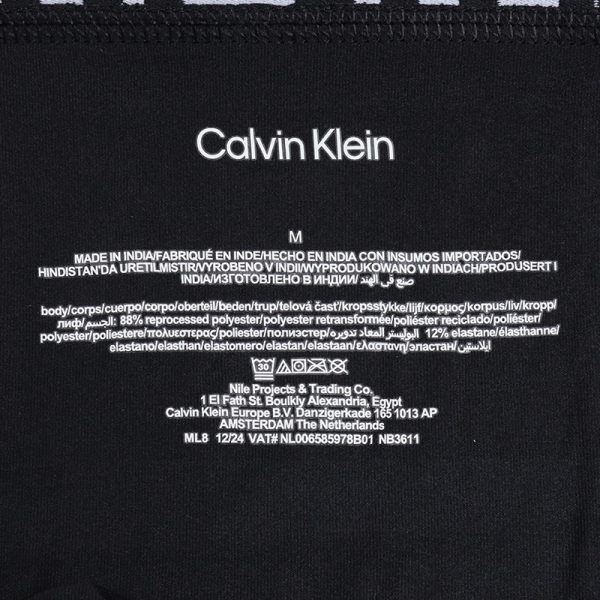 Calvin Klein
M
MADE IN INDIA/FABRIQUÉ EN INDE/HECHO EN INDIA CON INSUMOS IMPORTADOS/
HINDISTAN'DA URETILMISTIR/VYROBENO V INDII/WYPRODUKOWANO W INDIACH/PRODUSERT I
INDIA/ИЗГОТОВЛЕНО В ИНДИИ/ صنع في الهند
body/corps/cuerpo/corpo/oberteil/beden/trup/telová časť/kropsstykke/lijf/κορμος/korpus/liv/kropp/
лиф/الجسم: 88% reprocessed polyester/polyester retransformée/poliéster reciclado/poliéster/
polyester/poliestere/πολυεστερας/poliester/полиэстер/البوليستر المعاد تدويره 12% elastane/élasthanne/
elastano/elasthan/elastomero/elastan/elastaan/ελαστανη/эластан/ايلاستين
30
Nile Projects & Trading Co.
1 El Fath St. Boulkly Alexandria, Egypt
Calvin Klein Europe B.V. Danzigerkade 165 1013 AP
AMSTERDAM The Netherlands
ML8 12/24 VAT# NL006585978B01 NB3611